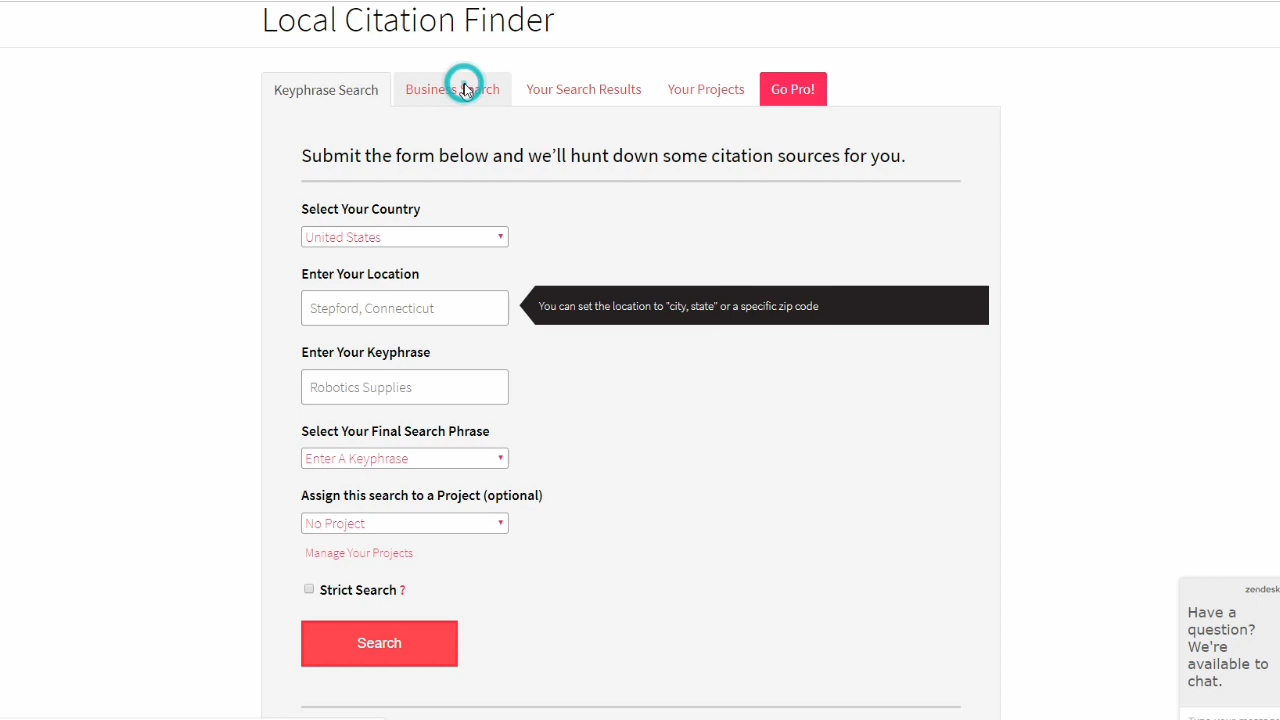 Local Citation Finder
Keyphrase Search Business Search Your Search Results Your Projects Go Pro!
Submit the form below and we’ll hunt down some citation sources for you.
Select Your Country
United States
Enter Your Location
Stepford, Connecticut
You can set the location to "city, state" or a specific zip code
Enter Your Keyphrase
Robotics Supplies
Select Your Final Search Phrase
Enter A Keyphrase
Assign this search to a Project (optional)
No Project
Manage Your Projects
Strict Search ?
Search
zendesk
Have a
question?
We're
available to
chat.